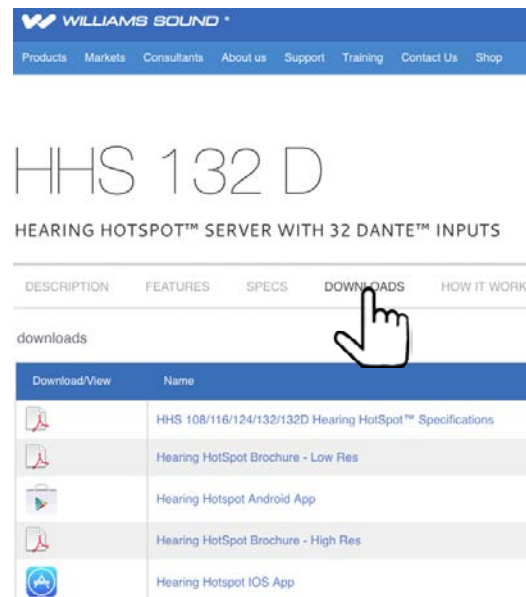 WILLIAMS SOUND
Products Markets Consultants About us Support Training Contact Us Shop
HHS 132 D
HEARING HOTSPOT™ SERVER WITH 32 DANTE™ INPUTS
DESCRIPTION FEATURES SPECS DOWNLOADS HOW IT WORK
downloads
Download/View Name
HHS 108/116/124/132/132D Hearing HotSpot™ Specifications
Hearing HotSpot Brochure - Low Res
Hearing Hotspot Android App
Hearing HotSpot Brochure - High Res
Hearing Hotspot IOS App